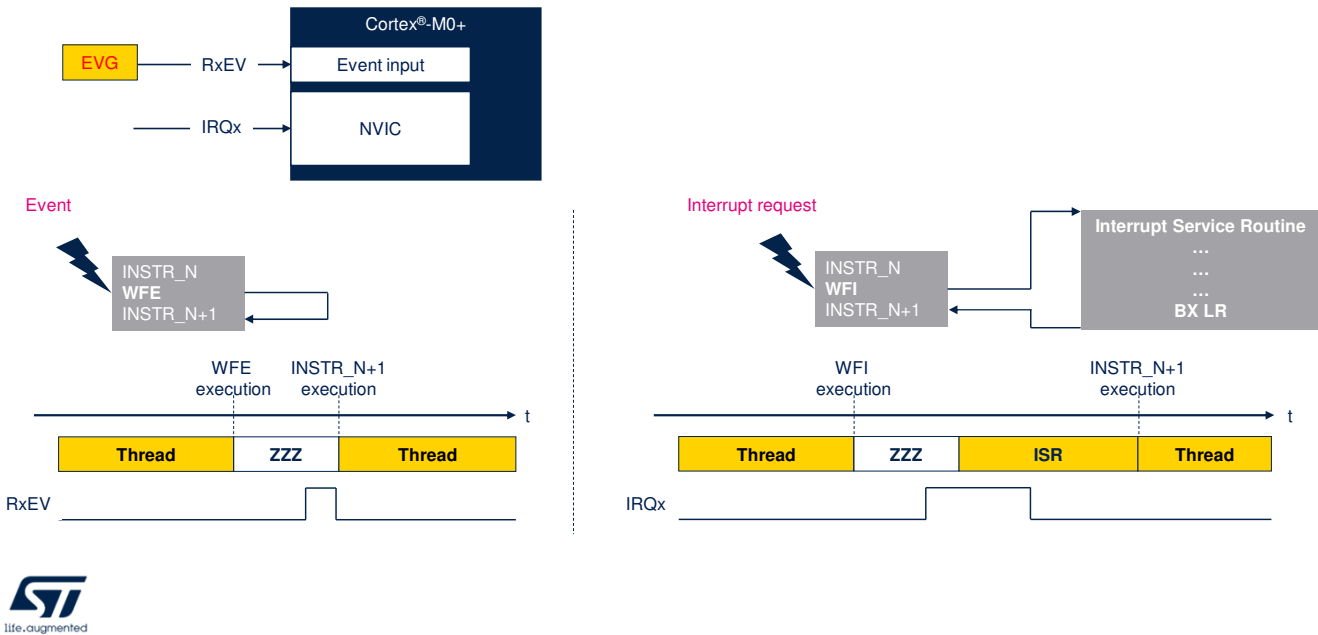 Cortex®-M0+
EVG
RxEV
Event input
IRQx
NVIC
Event
INSTR_N
WFE
INSTR_N+1
WFE
execution
INSTR_N+1
execution
t
Thread
ZZZ
Thread
RxEV
Interrupt request
INSTR_N
WFI
INSTR_N+1
Interrupt Service Routine
...
...
...
BX LR
WFI
execution
INSTR_N+1
execution
t
Thread
ZZZ
ISR
Thread
IRQx
ST
life.augmented